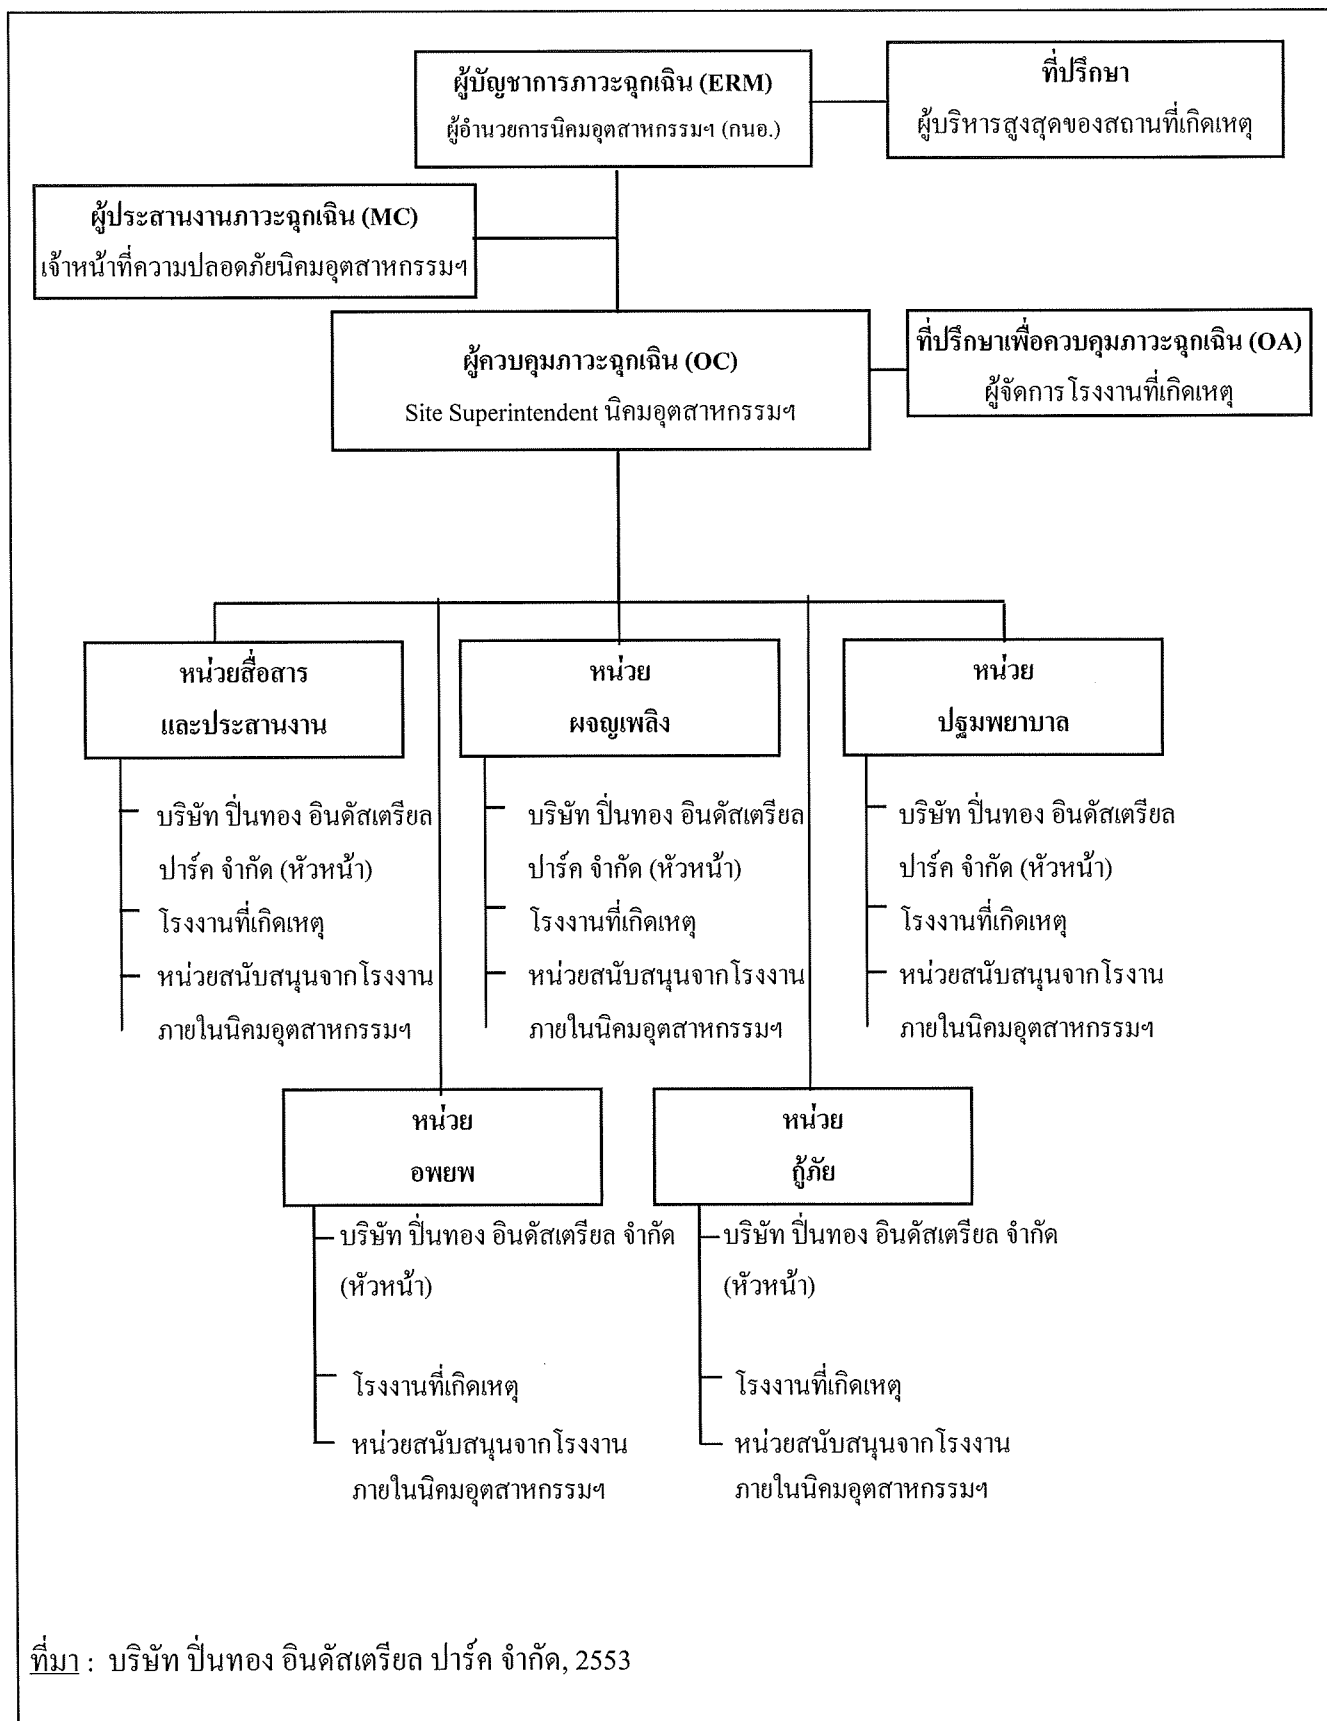 ผู้บัญชาการภาวะฉุกเฉิน (ERM)
ผู้อำนวยการนิคมอุตสาหกรรมฯ (กนอ.)
ที่ปรึกษา
ผู้บริหารสูงสุดของสถานที่เกิดเหตุ
ผู้ประสานงานภาวะฉุกเฉิน (MC)
เจ้าหน้าที่ความปลอดภัยนิคมอุตสาหกรรมฯ
ผู้ควบคุมภาวะฉุกเฉิน (OC)
Site Superintendent นิคมอุตสาหกรรมฯ
ที่ปรึกษาเพื่อควบคุมภาวะฉุกเฉิน (OA)
ผู้จัดการโรงงานที่เกิดเหตุ
หน่วยสื่อสาร
และประสานงาน
บริษัท ปิ่นทอง อินดัสเตรียล
ปาร์ค จำกัด (หัวหน้า)
โรงงานที่เกิดเหตุ
หน่วยสนับสนุนจากโรงงาน
ภายในนิคมอุตสาหกรรมฯ
หน่วย
ผจญเพลิง
บริษัท ปิ่นทอง อินดัสเตรียล
ปาร์ค จำกัด (หัวหน้า)
โรงงานที่เกิดเหตุ
หน่วยสนับสนุนจากโรงงาน
ภายในนิคมอุตสาหกรรมฯ
หน่วย
ปฐมพยาบาล
บริษัท ปิ่นทอง อินดัสเตรียล
ปาร์ค จำกัด (หัวหน้า)
โรงงานที่เกิดเหตุ
หน่วยสนับสนุนจากโรงาน
ภายในนิคมอุตสาหกรรมฯ
หน่วย
อพยพ
บริษัท ปิ่นทอง อินดัสเตรียล จำกัด
(หัวหน้า)
โรงงานที่เกิดเหตุ
หน่วยสนับสนุนจากโรงงาน
ภายในนิคมอุตสาหกรรมฯ
หน่วย
กู้ภัย
บริษัท ปิ่นทอง อินดัสเตรียล จำกัด
(หัวหน้า)
โรงงานที่เกิดเหตุ
หน่วยสนับสนุนจากโรงงาน
ภายในนิคมอุตสาหกรรมฯ
ที่มา : บริษัท ปิ่นทอง อินดัสเตรียล ปาร์ค จำกัด, 2553